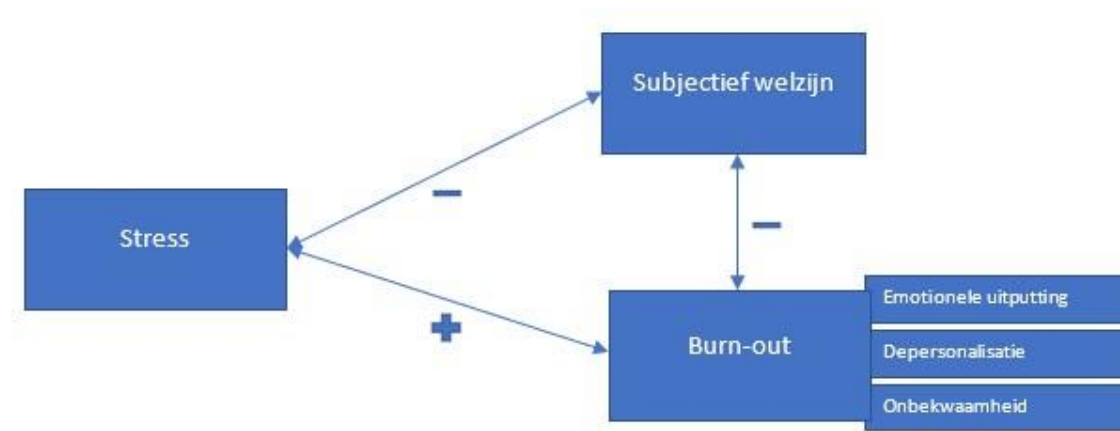 Subjectief welzijn
Stress
Burn-out
Emotionele uitputting
Depersonalisatie
Onbekwaamheid